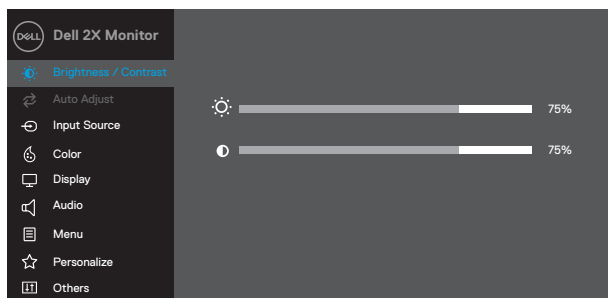 DELL Dell 2X Monitor
Brightness / Contrast
Auto Adjust
75%
Input Source
Color
75%
Display
Audio
Menu
Personalize
Others